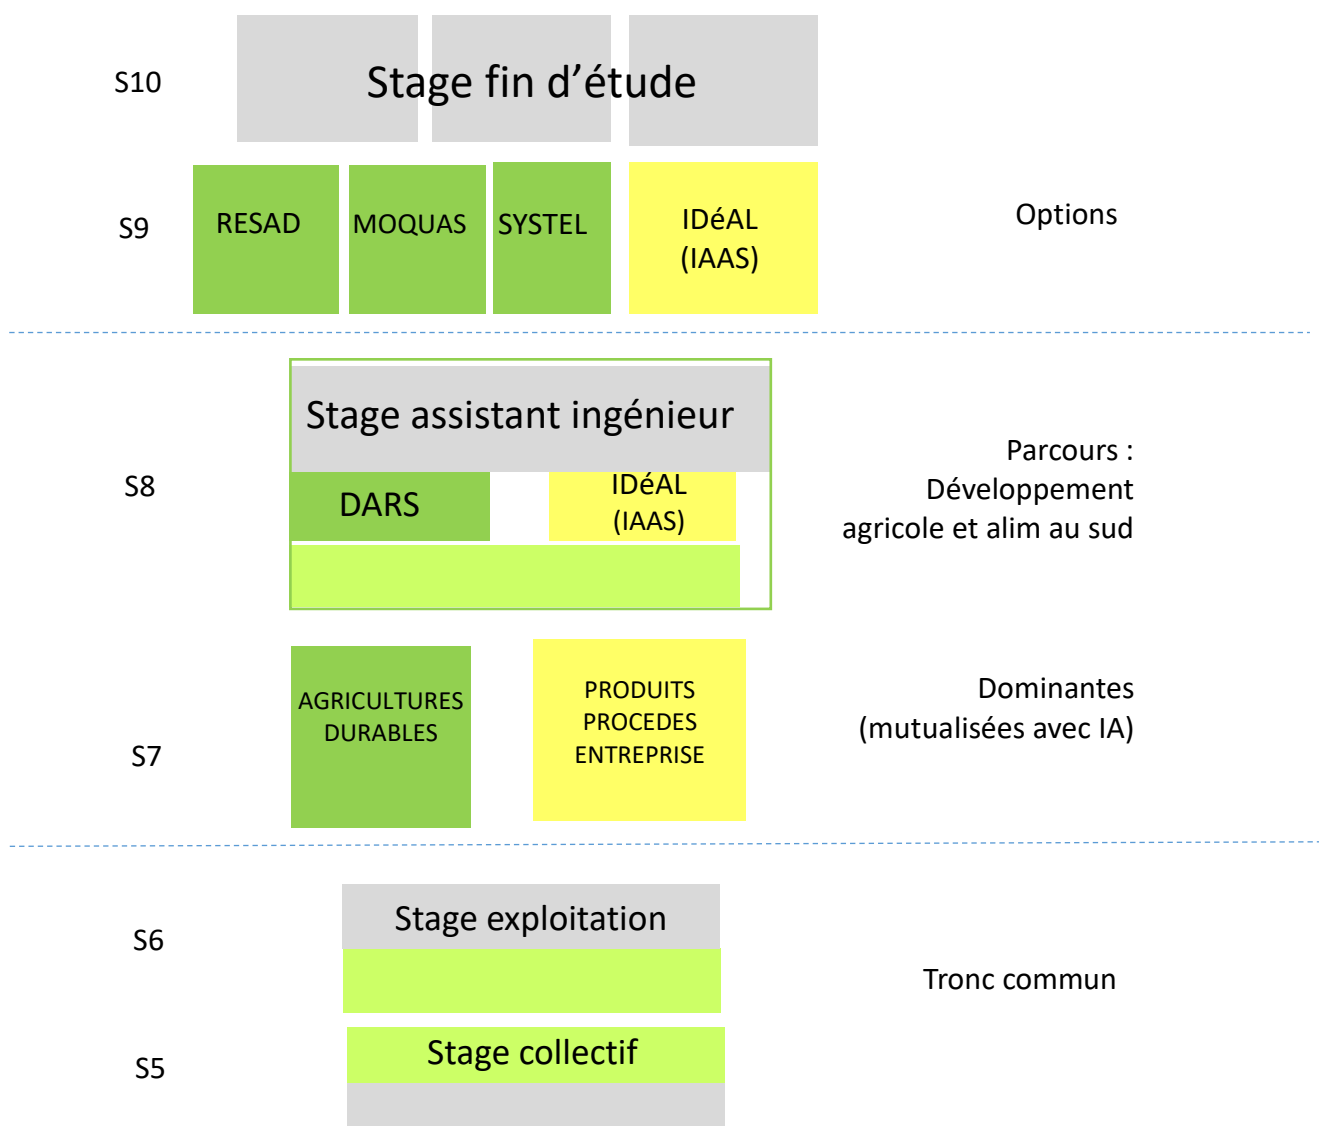 S10
Stage fin d’étude
S9
RESAD
MOQUAS
SYSTEL
IDéAL
(IAAS)
Options
S8
Stage assistant ingénieur
DARS
IDéAL
(IAAS)
Parcours :
Développement
agricole et alim au sud
S7
AGRICULTURES
DURABLES
PRODUITS
PROCEDES
ENTREPRISE
Dominantes
(mutualisées avec IA)
S6
Stage exploitation
Tronc commun
S5
Stage collectif